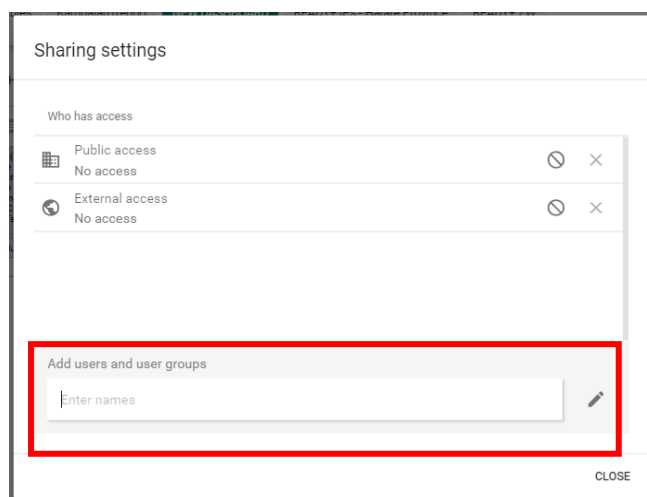 Sharing settings
Who has access
Public access
No access
External access
No access
Add users and user groups
Enter names
CLOSE